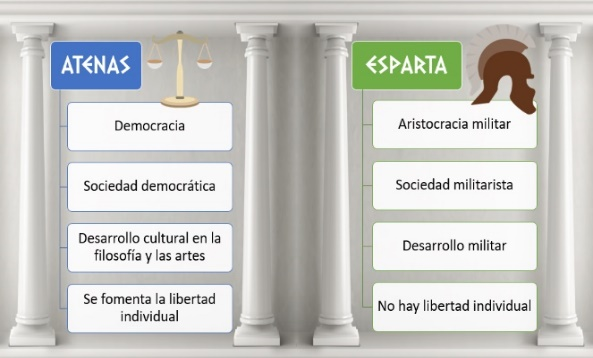 ATENAS
Democracia
Sociedad democrática
Desarrollo cultural en la
filosofía y las artes
Se fomenta la libertad
individual
ESPARTA
Aristocracia militar
Sociedad militarista
Desarrollo militar
No hay libertad individual